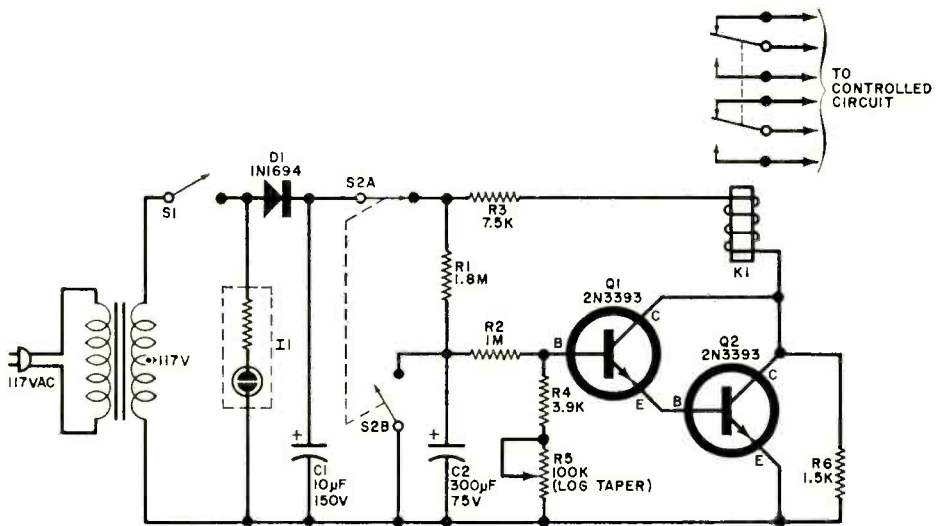 TO
CONTROLLED
CIRCUIT
D1
1N1694
S1
S2A
R3
7.5K
K1
R1
1.8M
Q1
2N3393
C
R2
1M
B
Q2
2N3393
C
I1
117V
117VAC
R4
3.9K
E
B
S2B
E
C1
10µF
150V
C2
300µF
75V
R5
100K
(LOG TAPER)
R6
1.5K
+
+